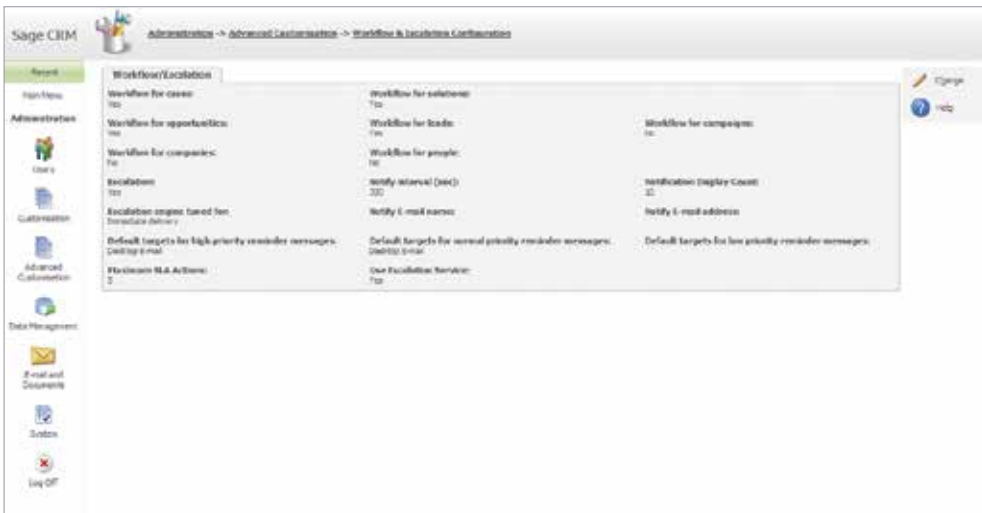 Sage CRM
Administration -> Advanced Customisation -> Workflow & Escalation Configuration
Recent
Main Menu
Administration
Users
Customisation
Advanced
Customisation
Data Management
E-mail and
Documents
System
Log Off
Workflow/Escalation
Workflow for cases:
Yes
Workflow for solutions:
Yes
Workflow for opportunities:
Yes
Workflow for leads:
Yes
Workflow for campaigns:
No
Workflow for companies:
No
Workflow for people:
No
Escalation:
Yes
Notify interval (sec):
Notification Display Count:
10
Escalation engine tuned for:
Immediate delivery
Notify E-mail name:
Notify E-mail address:
Default targets for high priority reminder messages:
Desktop E-mail
Default targets for normal priority reminder messages:
Desktop E-mail
Default targets for low priority reminder messages:
Maximum SLA Actions:
Use Escalation Service:
Yes
Change
Help